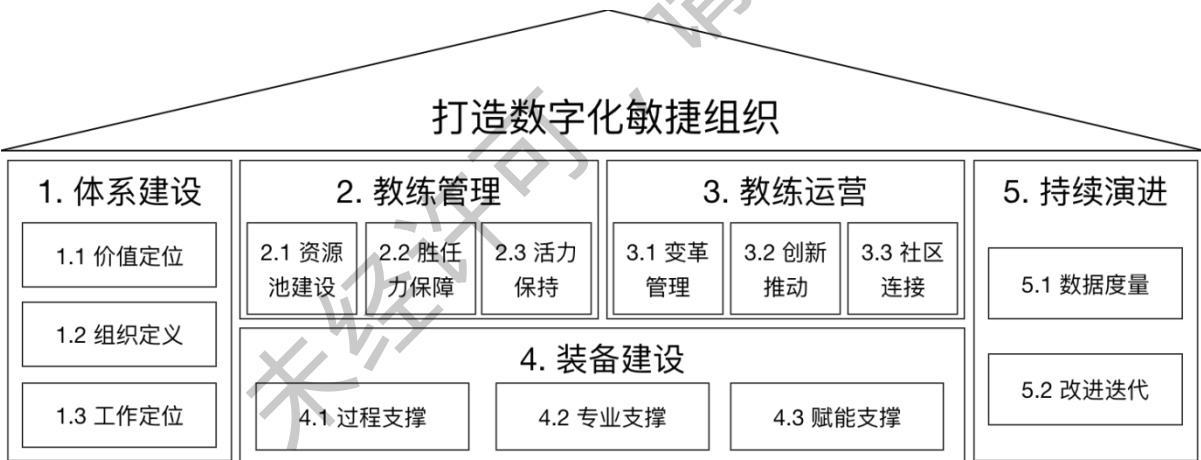 打造数字化敏捷组织
1. 体系建设
1.1 价值定位
1.2 组织定义
1.3 工作定位
2. 教练管理
2.1 资源
池建设
2.2 胜任
力保障
2.3 活力
保持
3. 教练运营
3.1 变革
管理
3.2 创新
推动
3.3 社区
连接
4. 装备建设
4.1 过程支撑
4.2 专业支撑
4.3 赋能支撑
5. 持续演进
5.1 数据度量
5.2 改进迭代
未经许可，